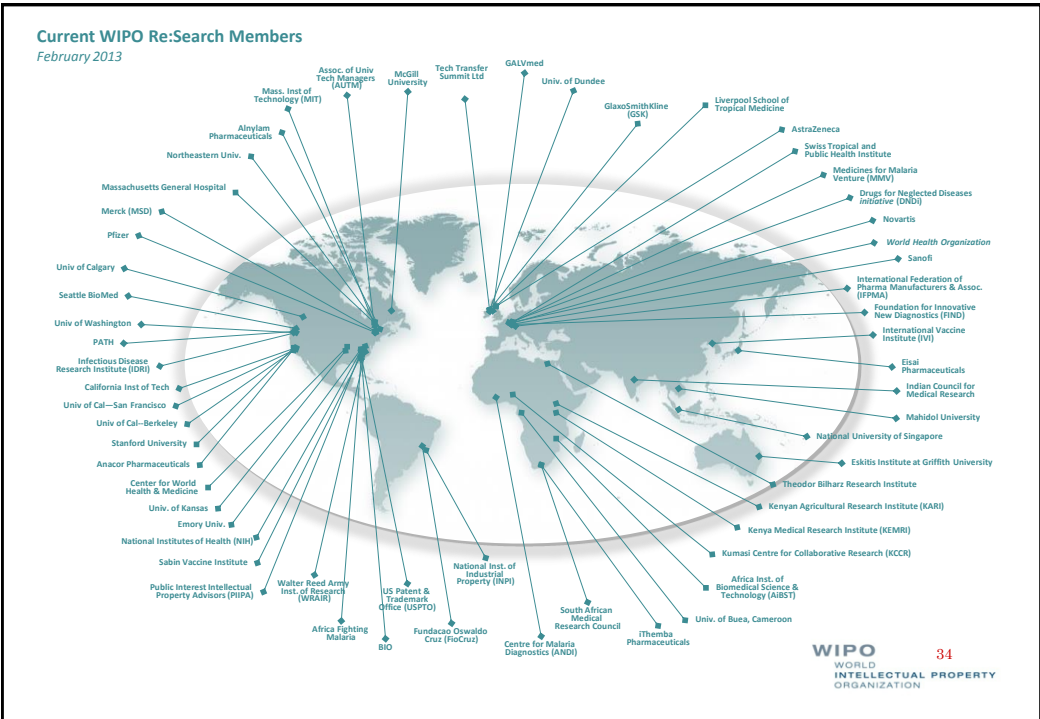 Current WIPO Re:Search Members
February 2013
Assoc. of Univ
Tech Managers
(AUTM)
McGill
University
Tech Transfer
Summit Ltd
GALVmed
Univ. of Dundee
GlaxoSmithKline
(GSK)
Liverpool School of
Tropical Medicine
AstraZeneca
Swiss Tropical and
Public Health Institute
Medicines for Malaria
Venture (MMV)
Drugs for Neglected Diseases
initiative (DNDi)
Novartis
World Health Organization
Sanofi
International Federation of
Pharma Manufacturers & Assoc.
(IFPMA)
Foundation for Innovative
New Diagnostics (FIND)
International Vaccine
Institute (IVI)
Eisai
Pharmaceuticals
Indian Council for
Medical Research
Mahidol University
National University of Singapore
Eskitis Institute at Griffith University
Theodor Bilharz Research Institute
Kenyan Agricultural Research Institute (KARI)
Kenya Medical Research Institute (KEMRI)
Kumasi Centre for Collaborative Research (KCCR)
Africa Inst. of
Biomedical Science &
Technology (AiBST)
Univ. of Buea, Cameroon
iThemba
Pharmaceuticals
South African
Medical
Research Council
Centre for Malaria
Diagnostics (ANDI)
National Inst. of
Industrial
Property (INPI)
Fundacao Oswaldo
Cruz (FioCruz)
US Patent &
Trademark
Office (USPTO)
BIO
Africa Fighting
Malaria
Walter Reed Army
Inst. of Research
(WRAIR)
Public Interest Intellectual
Property Advisors (PIIPA)
Sabin Vaccine Institute
National Institutes of Health (NIH)
Emory Univ.
Univ. of Kansas
Center for World
Health & Medicine
Anacor Pharmaceuticals
Stanford University
Univ of Cal--Berkeley
Univ of Cal—San Francisco
California Inst of Tech
Infectious Disease
Research Institute (IDRI)
PATH
Univ of Washington
Seattle BioMed
Univ of Calgary
Pfizer
Merck (MSD)
Massachusetts General Hospital
Northeastern Univ.
Alnylam
Pharmaceuticals
Mass. Inst of
Technology (MIT)
WIPO
WORLD
INTELLECTUAL PROPERTY
ORGANIZATION
34